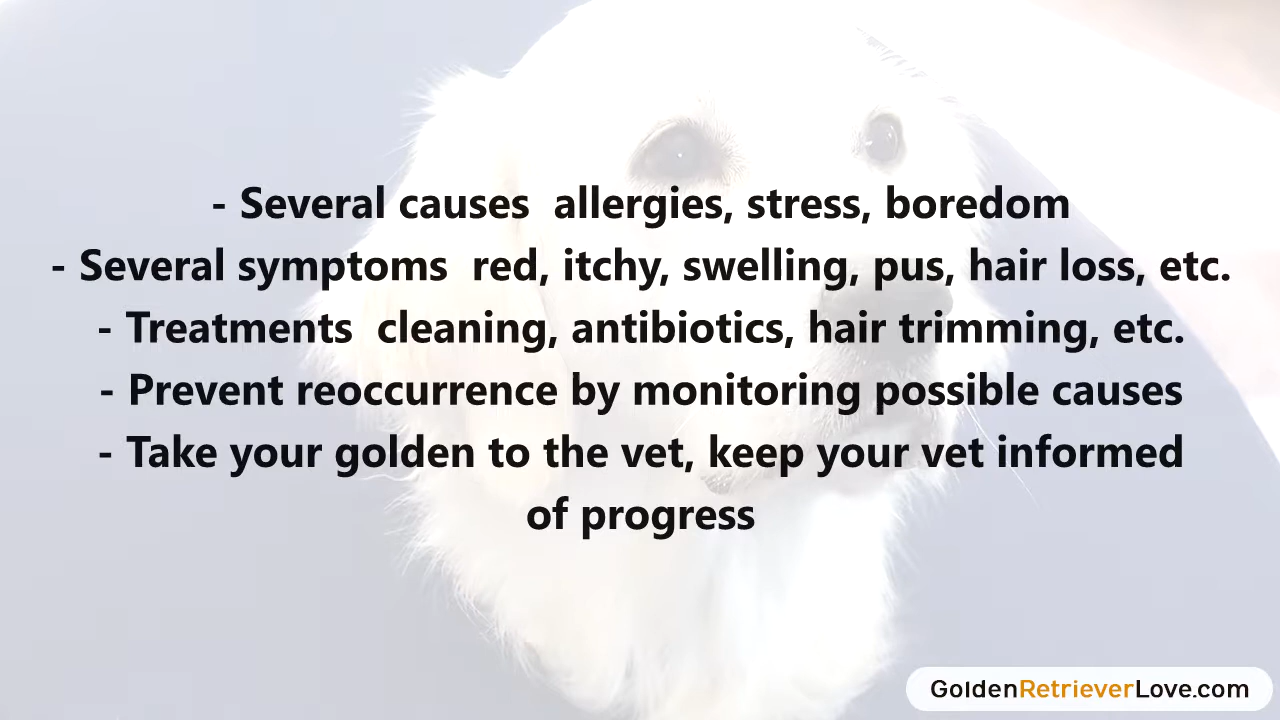 - Several causes  allergies, stress, boredom
- Several symptoms  red, itchy, swelling, pus, hair loss, etc.
- Treatments  cleaning, antibiotics, hair trimming, etc.
- Prevent reoccurrence by monitoring possible causes
- Take your golden to the vet, keep your vet informed
of progress
GoldenRetrieverLove.com